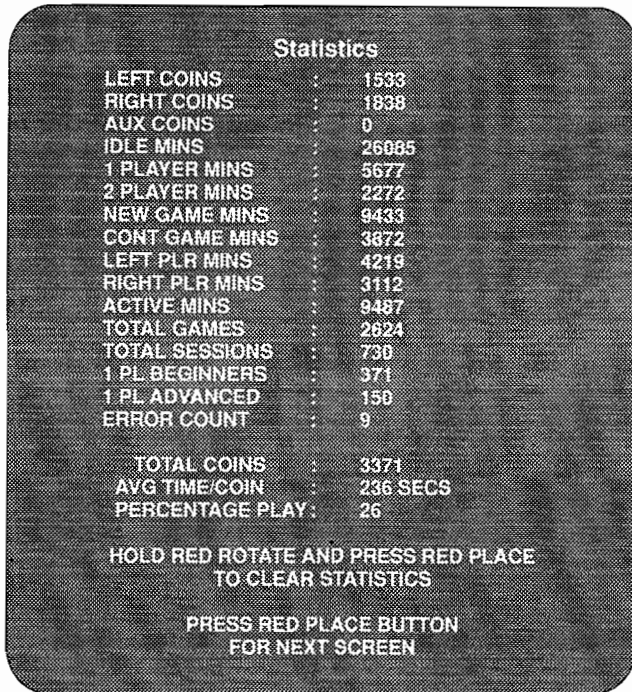 Statistics
LEFT COINS : 1533
RIGHT COINS : 1838
AUX COINS : 0
IDLE MINS : 26085
1 PLAYER MINS : 5677
2 PLAYER MINS : 2272
NEW GAME MINS : 9433
CONT GAME MINS : 3872
LEFT PLR MINS : 4219
RIGHT PLR MINS : 3112
ACTIVE MINS : 9487
TOTAL GAMES : 2624
TOTAL SESSIONS : 730
1 PL BEGINNERS : 371
1 PL ADVANCED : 150
ERROR COUNT : 9
TOTAL COINS : 3371
AVG TIME/COIN : 236 SECS
PERCENTAGE PLAY: 26
HOLD RED ROTATE AND PRESS RED PLACE
TO CLEAR STATISTICS
PRESS RED PLACE BUTTON
FOR NEXT SCREEN